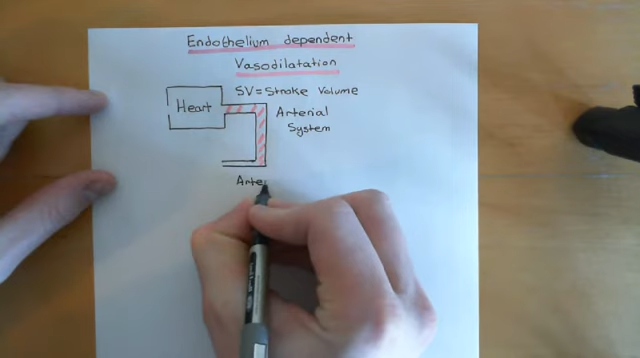 Endothelium dependent
Vasodilatation
SV = Stroke Volume
Heart
Arterial
System
Arte